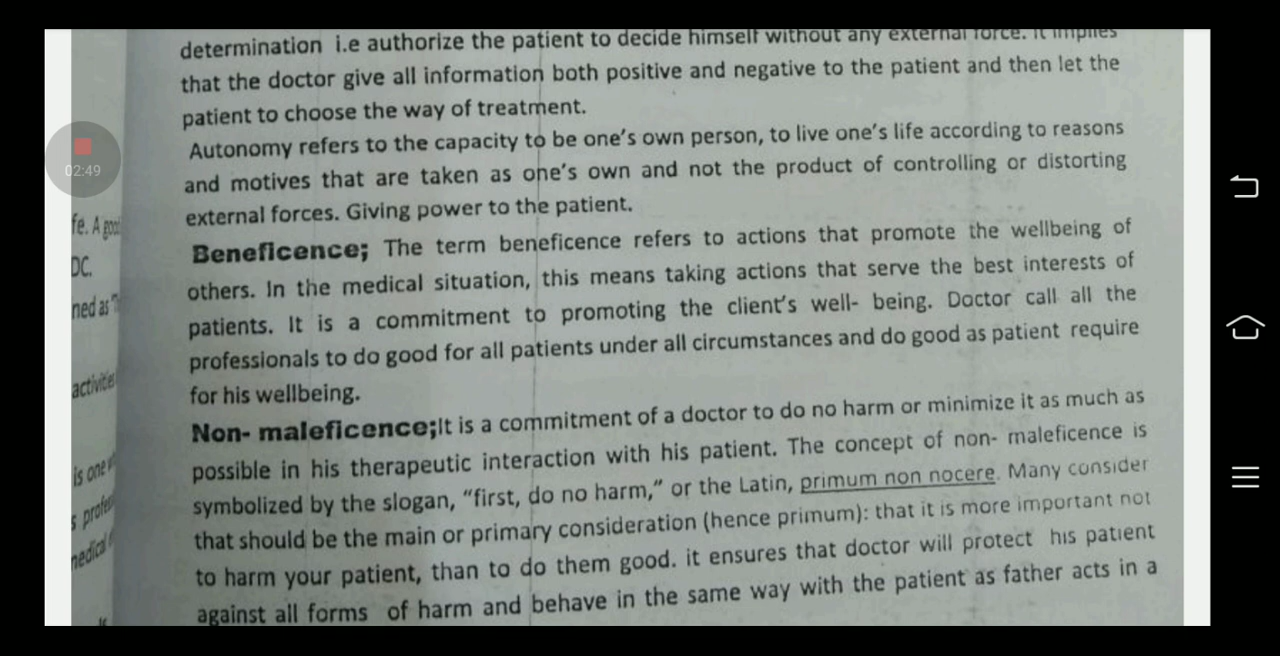 determination i.e authorize the patient to decide himself without any external force. It implies
that the doctor give all information both positive and negative to the patient and then let the
patient to choose the way of treatment.
Autonomy refers to the capacity to be one's own person, to live one's life according to reasons
and motives that are taken as one's own and not the product of controlling or distorting
external forces. Giving power to the patient.
Beneficence; The term beneficence refers to actions that promote the wellbeing of
others. In the medical situation, this means taking actions that serve the best interests of
patients. It is a commitment to promoting the client's well- being. Doctor call all the
professionals to do good for all patients under all circumstances and do good as patient require
for his wellbeing.
Non- maleficence;It is a commitment of a doctor to do no harm or minimize it as much as
possible in his therapeutic interaction with his patient. The concept of non- maleficence is
symbolized by the slogan, “first, do no harm,” or the Latin, primum non nocere. Many consider
that should be the main or primary consideration (hence primum): that it is more important not
to harm your patient, than to do them good. it ensures that doctor will protect his patient
against all forms of harm and behave in the same way with the patient as father acts in a
02:49
fe. A good
DC.
ned as
activities
is one